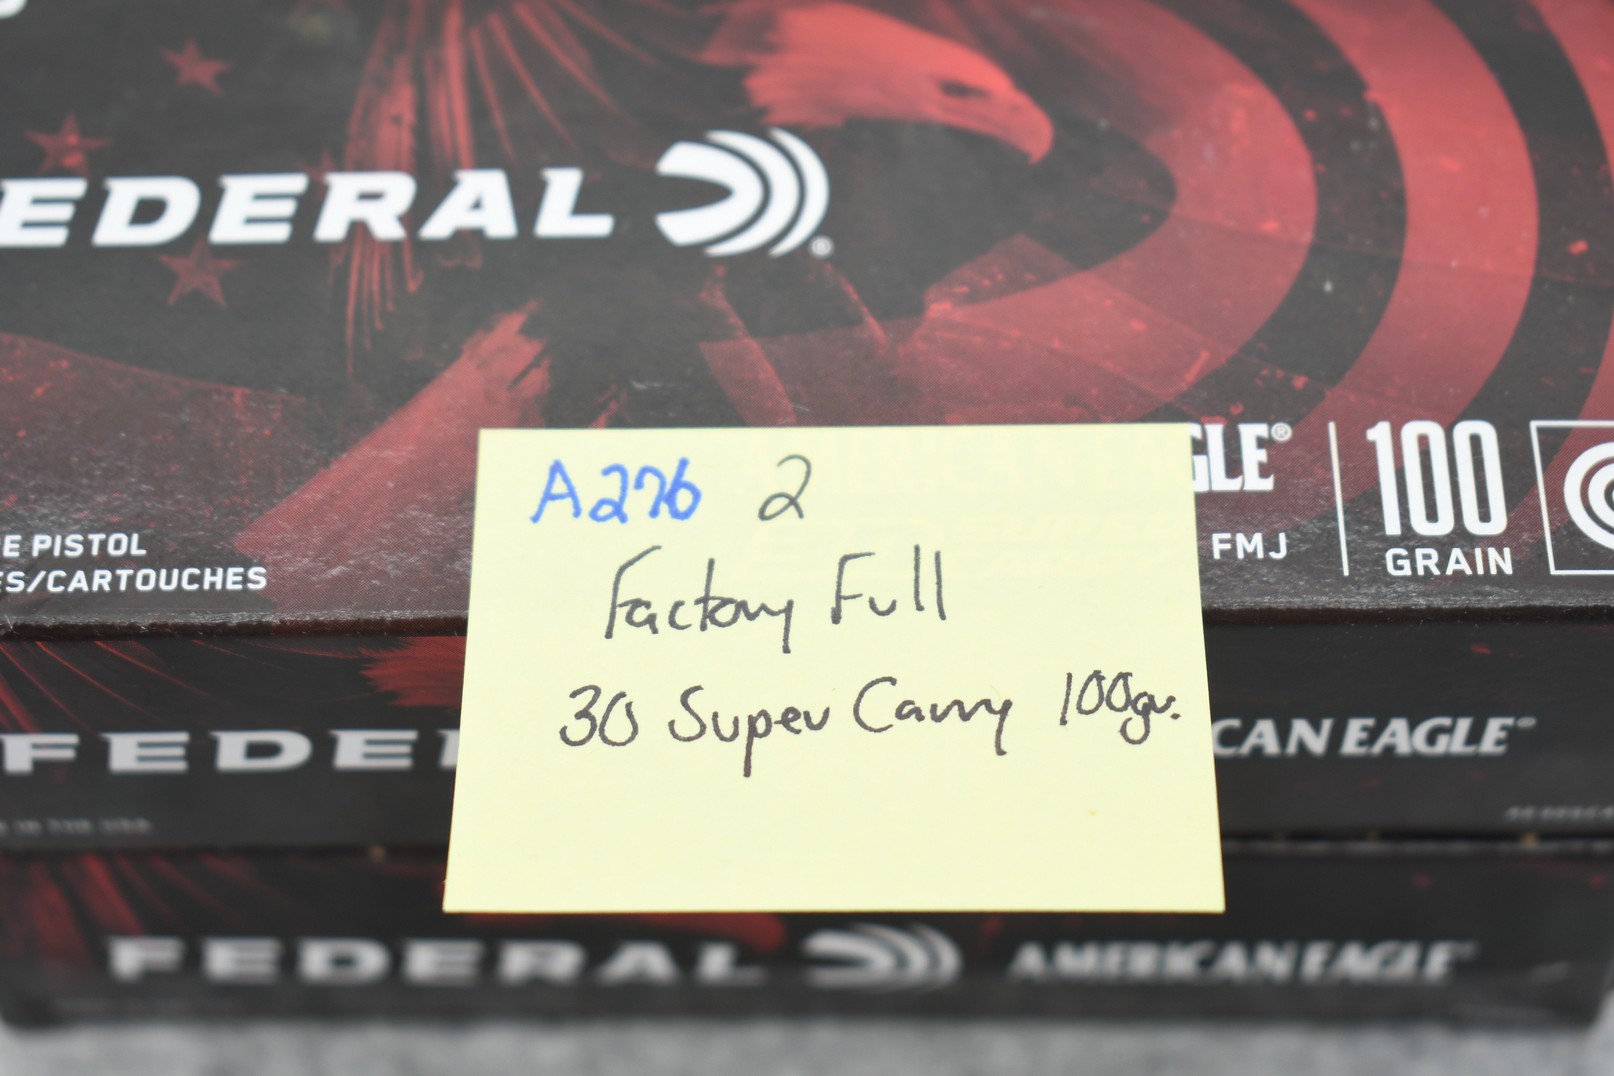 EDERAL
A276 2
Factory Full
30 Super Carry 100gr.
GLE®
100
GRAIN
FMJ
E PISTOL
ES/CARTOUCHES
FEDE
CAN EAGLE
FEDERAL AMERICAN EAGLE